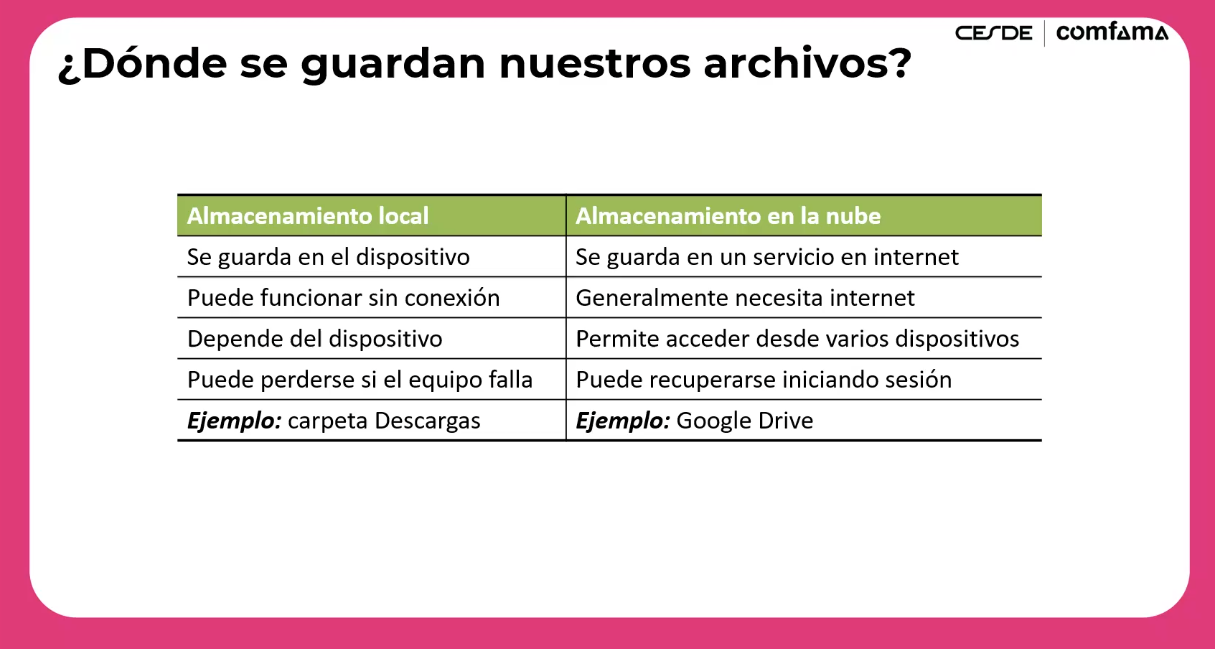 CESDE | comfama
¿Dónde se guardan nuestros archivos?
Almacenamiento local | Almacenamiento en la nube
Se guarda en el dispositivo | Se guarda en un servicio en internet
Puede funcionar sin conexión | Generalmente necesita internet
Depende del dispositivo | Permite acceder desde varios dispositivos
Puede perderse si el equipo falla | Puede recuperarse iniciando sesión
Ejemplo: carpeta Descargas | Ejemplo: Google Drive